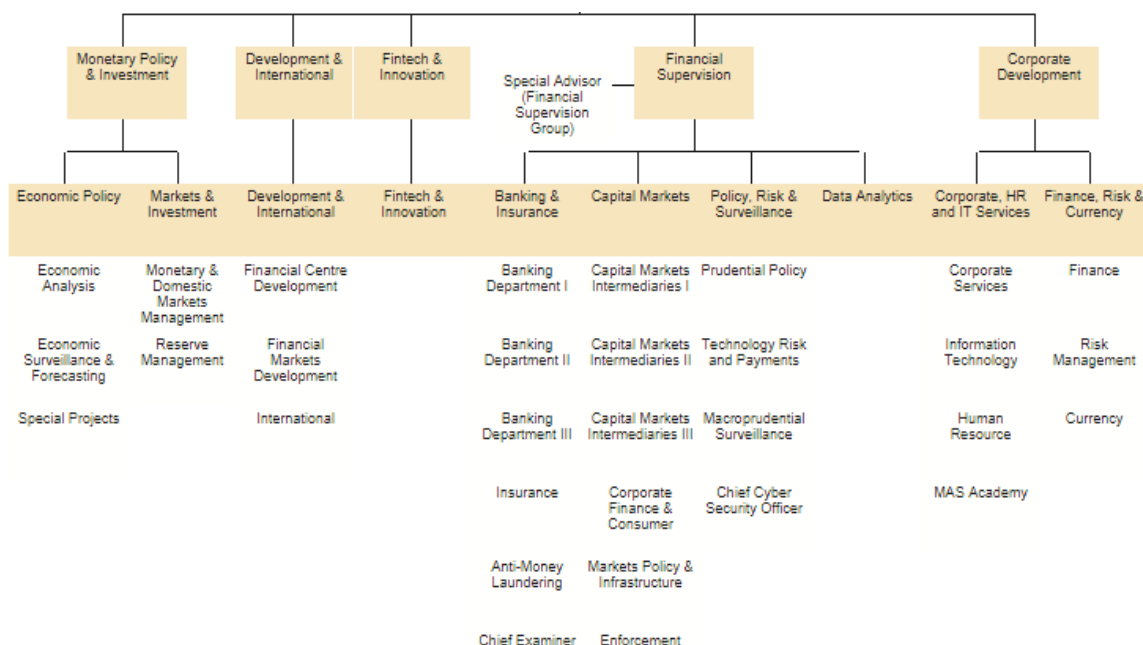 Monetary Policy
& Investment
Development &
International
Fintech &
Innovation
Special Advisor
(Financial
Supervision
Group)
Financial
Supervision
Corporate
Development
Economic Policy
Markets &
Investment
Development &
International
Fintech &
Innovation
Banking &
Insurance
Capital Markets
Policy, Risk &
Surveillance
Data Analytics
Corporate, HR
and IT Services
Finance, Risk &
Currency
Economic
Analysis
Monetary &
Domestic
Markets
Management
Financial Centre
Development
Banking
Department I
Capital Markets
Intermediaries I
Prudential Policy
Corporate
Services
Finance
Economic
Surveillance &
Forecasting
Reserve
Management
Financial
Markets
Development
Banking
Department II
Capital Markets
Intermediaries II
Technology Risk
and Payments
Information
Technology
Risk
Management
Special Projects
International
Banking
Department III
Capital Markets
Intermediaries III
Macroprudential
Surveillance
Human
Resource
Currency
Insurance
Corporate
Finance &
Consumer
Chief Cyber
Security Officer
MAS Academy
Anti-Money
Laundering
Markets Policy &
Infrastructure
Chief Examiner
Enforcement